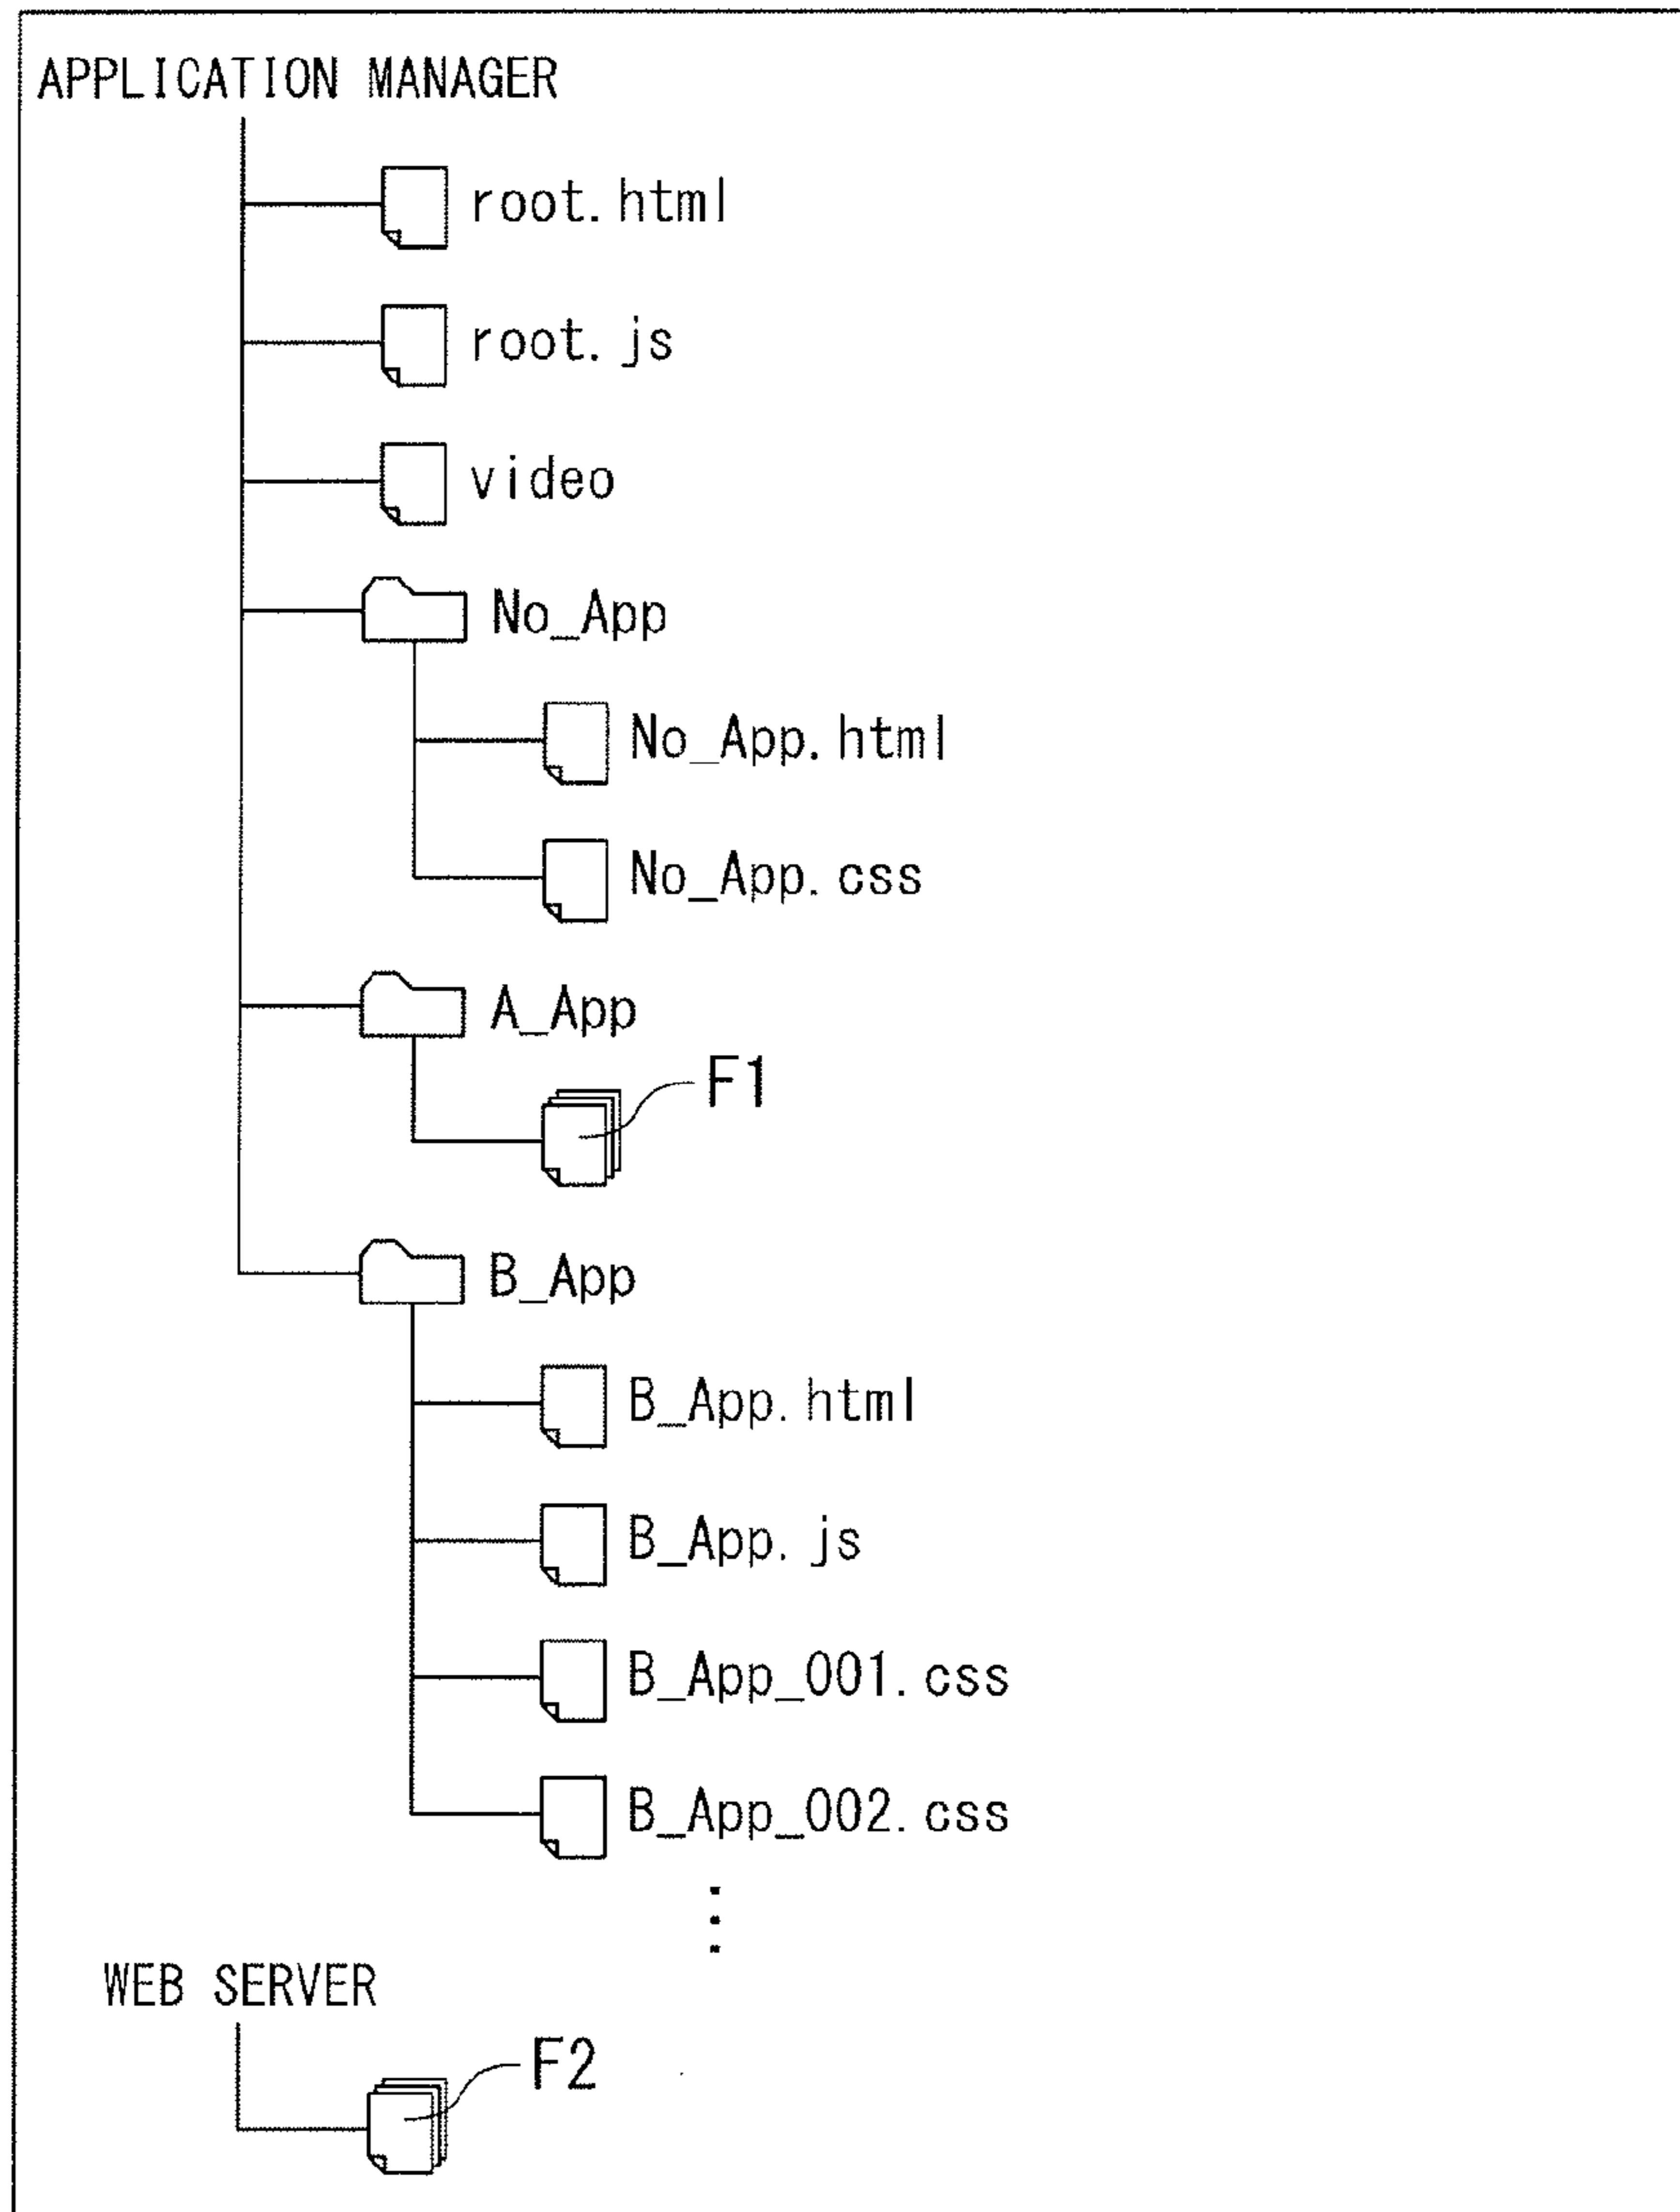 APPLICATION MANAGER
root.html
root.js
video
No_App
No_App.html
No_App.css
A_App
F1
B_App
B_App.html
B_App.js
B_App_001.css
B_App_002.css
WEB SERVER
F2